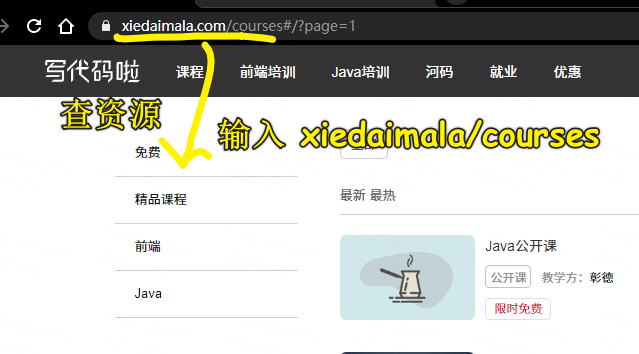 xiedaimala.com/courses#/?page=1
写代码啦 课程 前端培训 Java培训 河码 就业 优惠
查资源
输入 xiedaimala/courses
免费
最新 最热
精品课程
前端
Java公开课
公开课 教学方：彰德
Java
限时免费